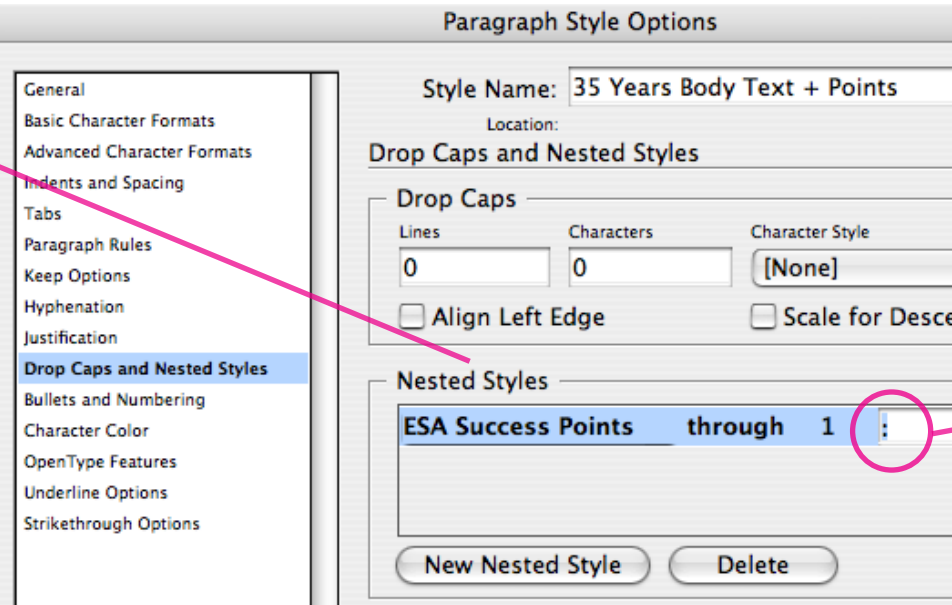 Paragraph Style Options
General
Basic Character Formats
Advanced Character Formats
Indents and Spacing
Tabs
Paragraph Rules
Keep Options
Hyphenation
Justification
Drop Caps and Nested Styles
Bullets and Numbering
Character Color
OpenType Features
Underline Options
Strikethrough Options
Style Name: 35 Years Body Text + Points
Location:
Drop Caps and Nested Styles
Drop Caps
Lines Characters Character Style
0 0 [None]
Align Left Edge Scale for Desce
Nested Styles
ESA Success Points through 1 :
New Nested Style Delete